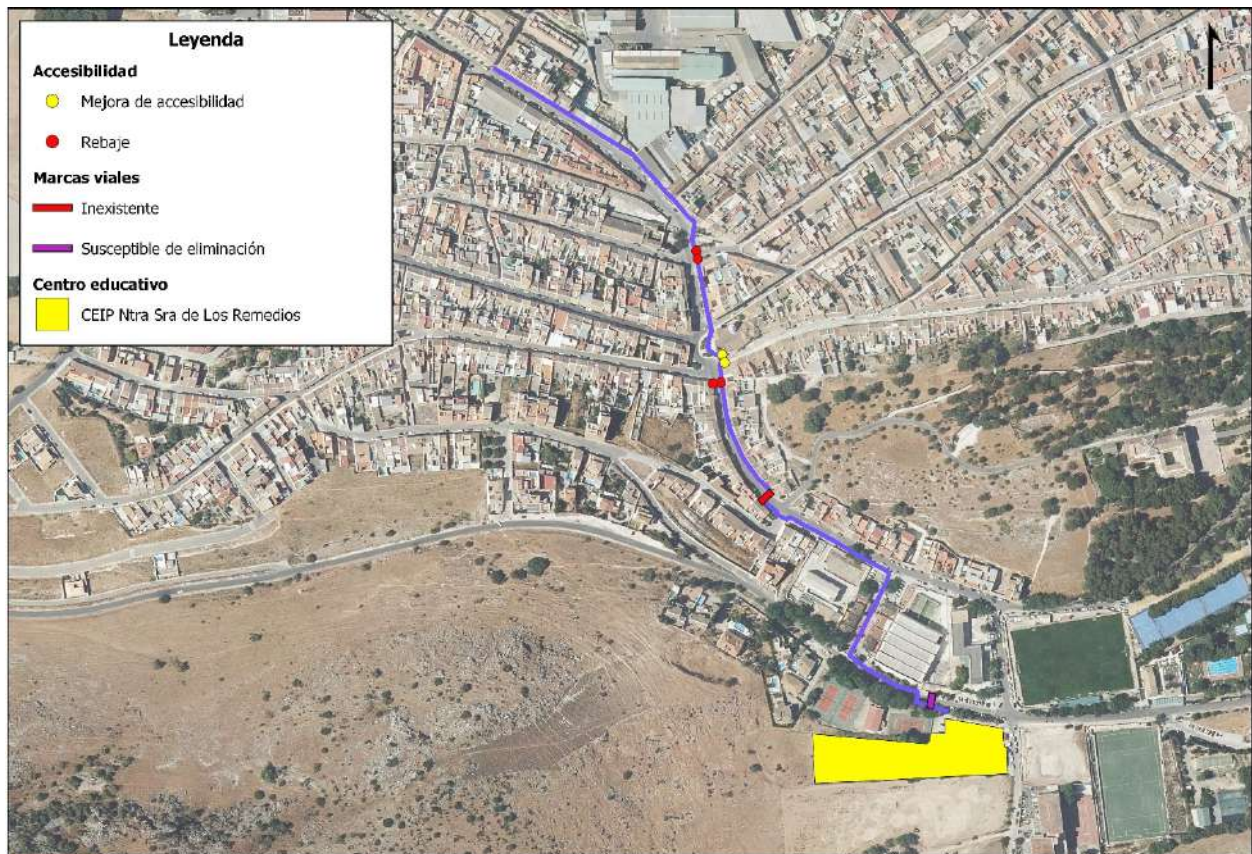 Leyenda
Accesibilidad
Mejora de accesibilidad
Rebaje
Marcas viales
Inexistente
Susceptible de eliminación
Centro educativo
CEIP Ntra Sra de Los Remedios